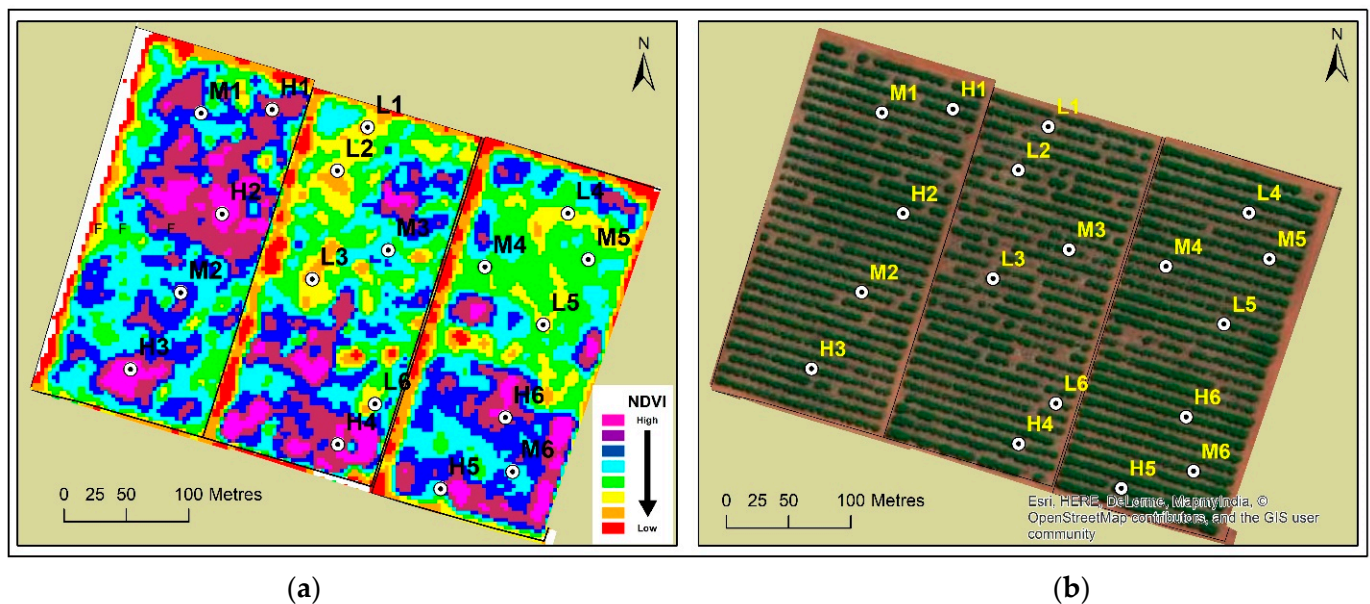 N
M1
H1
L1
L2
H2
L4
F F F
M3
M5
M4
M2
L3
L5
H3
L6
H6
H4
M6
H5
NDVI
High
Low
0 25 50 100 Metres
N
M1
H1
L1
L2
H2
L4
M3
M5
M4
M2
L3
L5
H3
L6
H6
H4
M6
H5
0 25 50 100 Metres
Esri, HERE, DeLorme, MapmyIndia, ©
OpenStreetMap contributors, and the GIS user
community
(a)
(b)